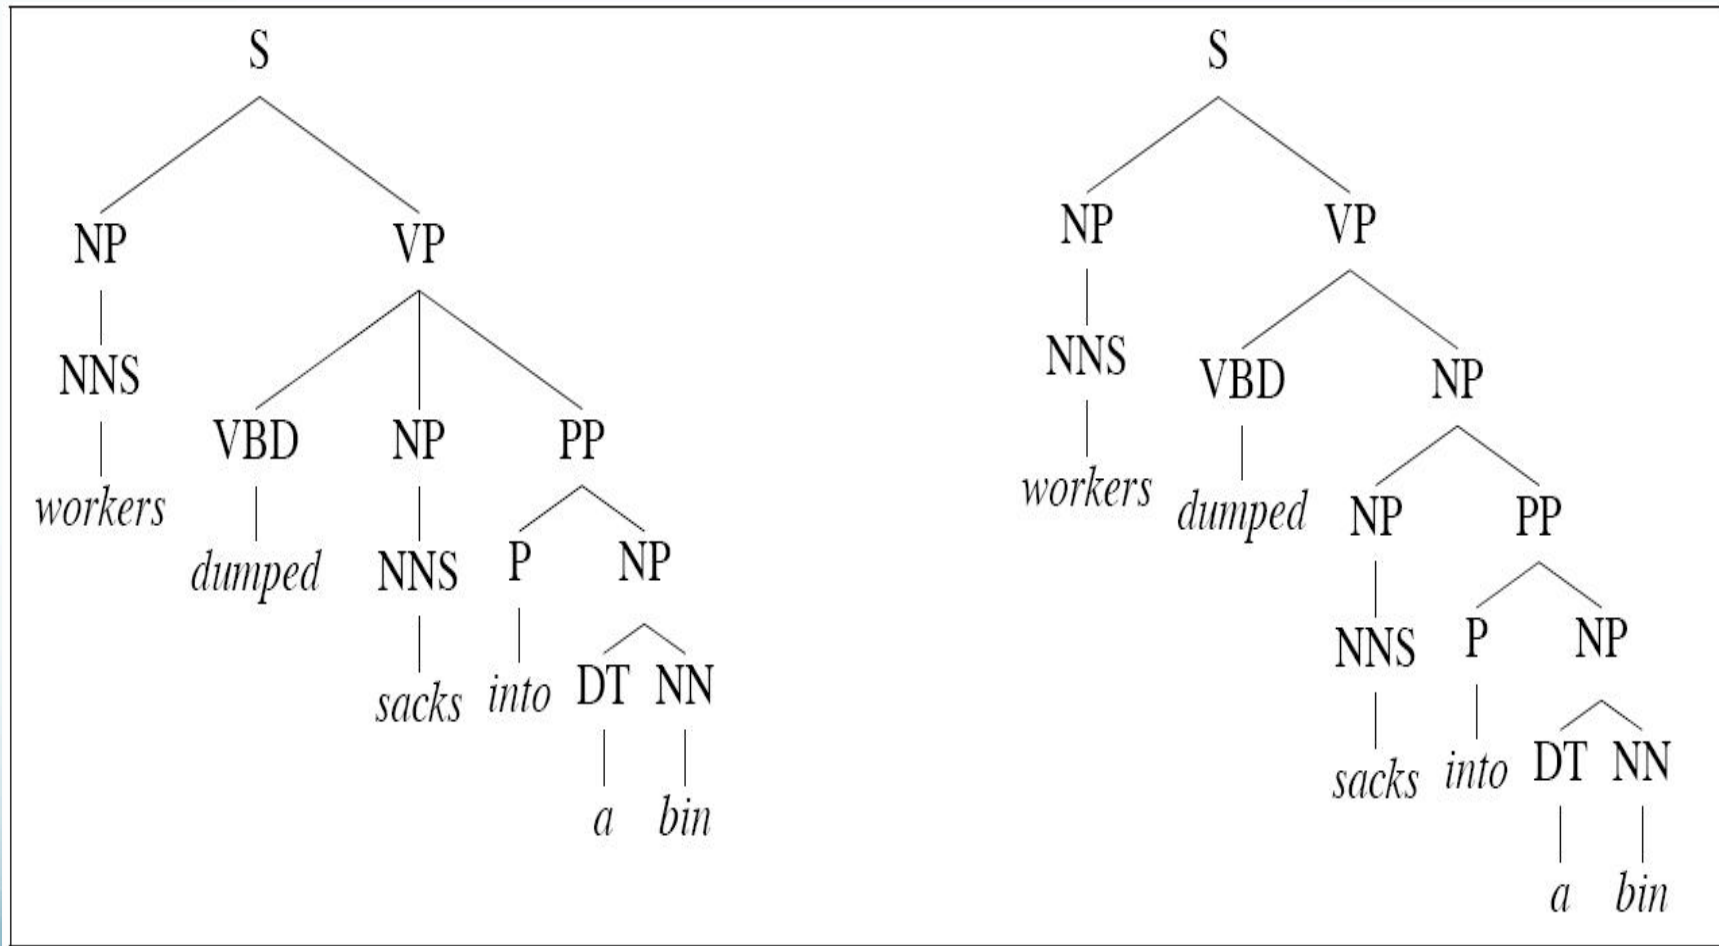 S S
NP VP NP VP
NNS NNS VBD NP
VBD NP PP
workers workers dumped NP PP
dumped NNS P NP
sacks into DT NN NNS P NP
a bin sacks into DT NN
a bin